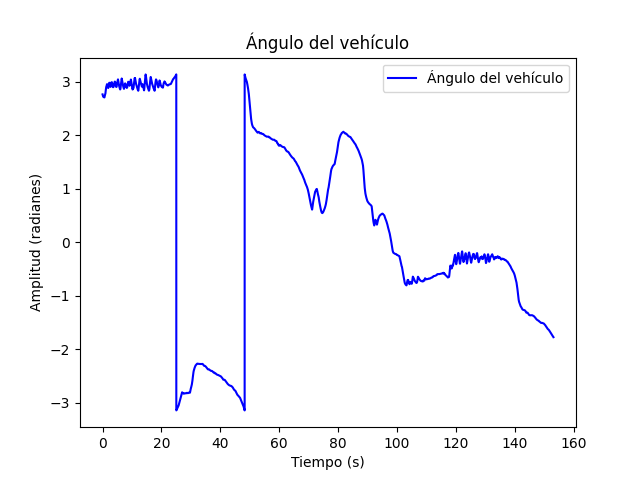 Ángulo del vehículo
Ángulo del vehículo
Amplitud (radianes)
3
2
1
0
−1
−2
−3
0 20 40 60 80 100 120 140 160
Tiempo (s)